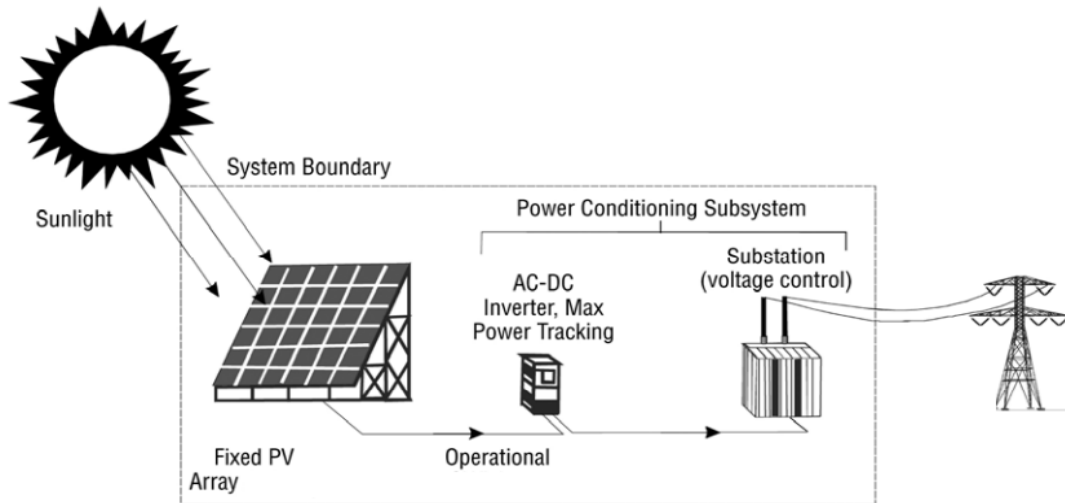 System Boundary
Sunlight
Power Conditioning Subsystem
Substation
(voltage control)
AC-DC
Inverter, Max
Power Tracking
Fixed PV
Array
Operational